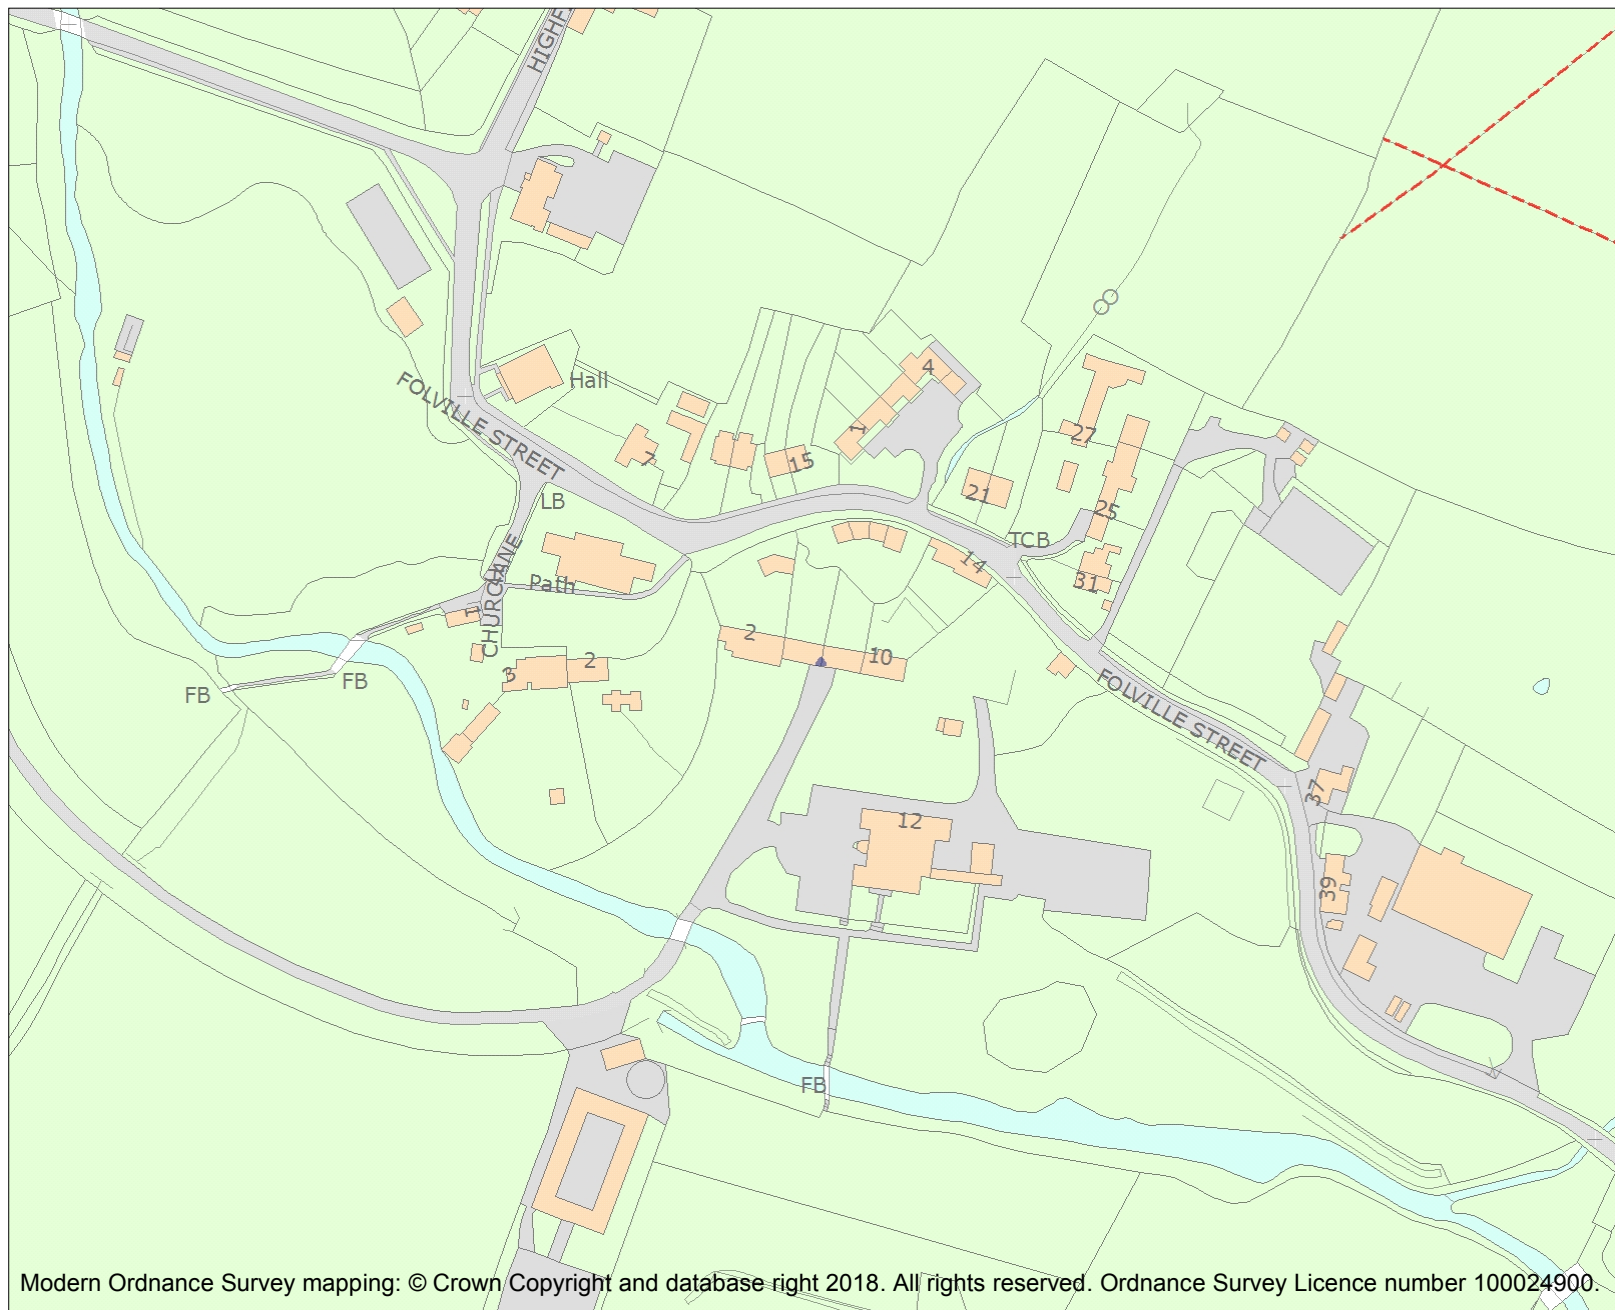 HIGHF
Hall
FOLVILLE STREET
LB
7
15
1
4
21
27
25
TCB
31
14
CHURCH
LANE
Path
1
FB
FB
3
2
2
10
FOLVILLE STREET
12
37
39
FB
Modern Ordnance Survey mapping: © Crown Copyright and database right 2018. All rights reserved. Ordnance Survey Licence number 100024900.